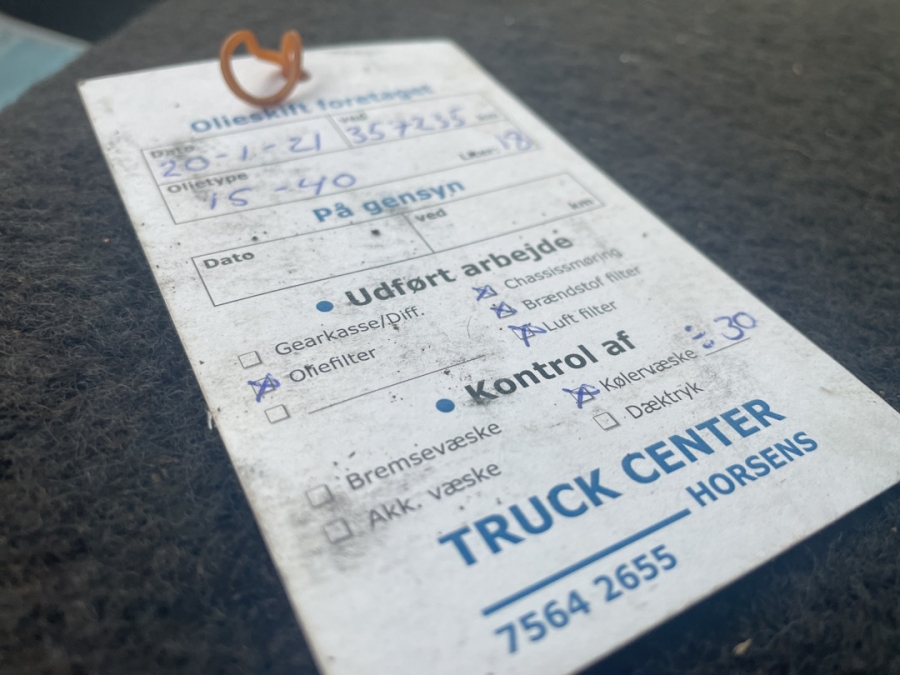 Olieskift foretaget
Dato 20-1-21 ved 357235 km
Olietype 15-40 Liter 18
På gensyn
Dato ved km
Udført arbejde
Gearkasse/Diff. Chassissmøring
Oliefilter Brændstof filter
Luft filter
Kontrol af
Bremsevæske Kølervæske ÷30
Akk. væske Dæktryk
TRUCK CENTER
HORSENS
7564 2655